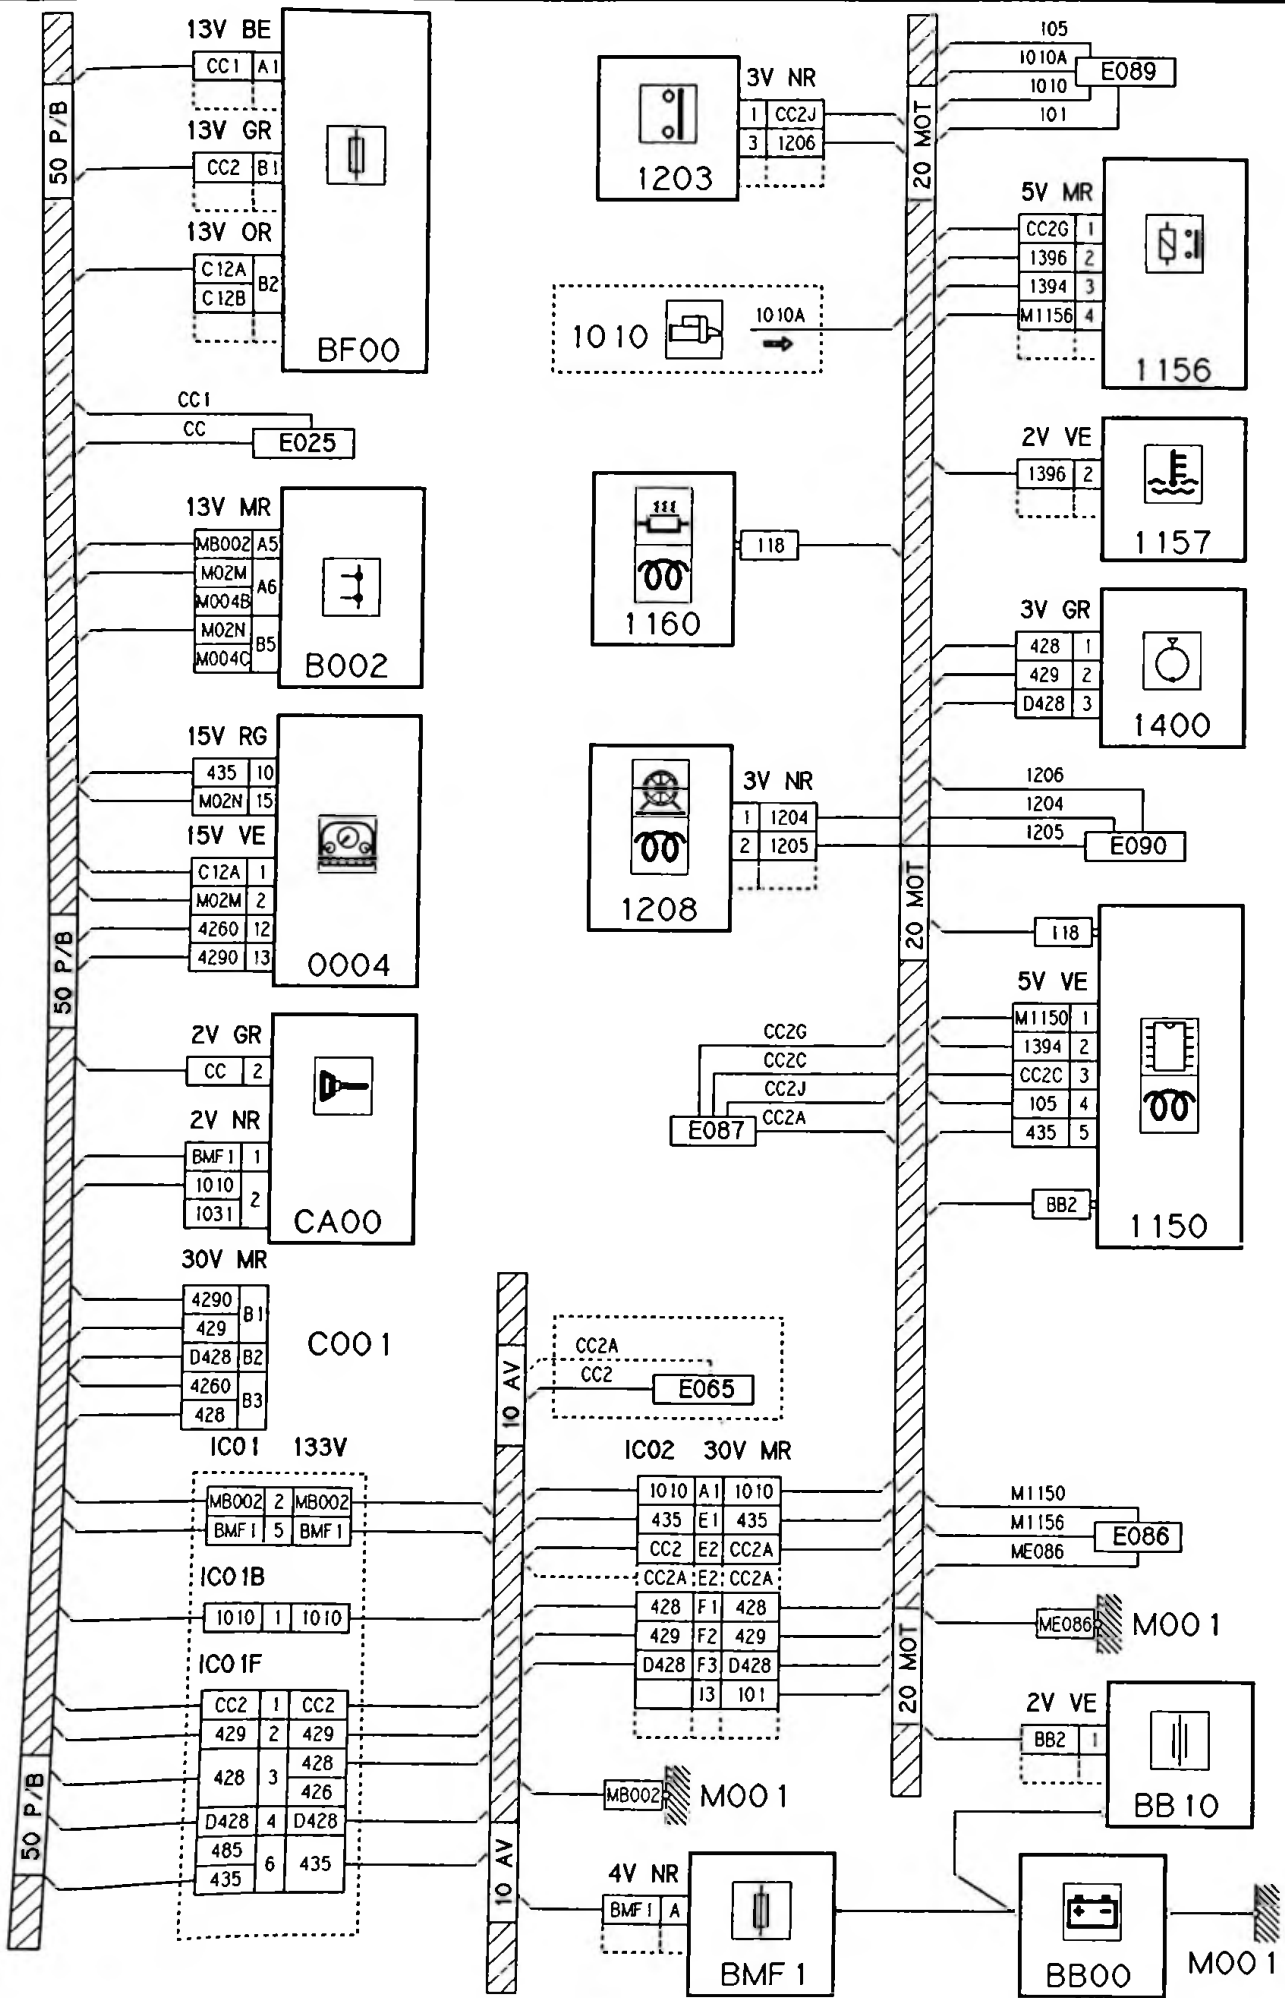 50 P/B
13V BE
CC1 A1
13V GR
CC2 B1
13V OR
C12A B2
C12B
BF00
CC1
CC
E025
13V MR
MB002 A5
M02M A6
M004B
M02N B5
M004C
B002
15V RG
435 10
M02N 15
15V VE
C12A 1
M02M 2
4260 12
4290 13
0004
50 P/B
2V GR
CC 2
2V NR
BMF1 1
1010 2
1031
CA00
30V MR
4290 B1
429
D428 B2
4260 B3
428
C001
IC01 133V
MB002 2 MB002
BMF1 5 BMF1
IC01B
1010 1 1010
IC01F
CC2 1 CC2
429 2 429
428 3 428
426
D428 4 D428
485 6 435
435
50 P/B
3V NR
1 CC2J
3 1206
1203
1010
1010A
1160
118
3V NR
1 1204
2 1205
1208
CC2G
CC2C
CC2J
CC2A
E087
10 AV
CC2A
CC2
E065
IC02 30V MR
1010 A1 1010
435 E1 435
CC2 E2 CC2A
CC2A E2 CC2A
428 F1 428
429 F2 429
D428 F3 D428
I3 101
MB002 M001
10 AV
4V NR
BMF1 A
BMF1
20 MOT
105
1010A
1010
101
E089
5V MR
CC2G 1
1396 2
1394 3
M1156 4
1156
2V VE
1396 2
1157
3V GR
428 1
429 2
D428 3
1400
1206
1204
1205
E090
20 MOT
118
5V VE
M1150 1
1394 2
CC2C 3
105 4
435 5
BB2
1150
M1150
M1156
ME086
E086
ME086 M001
20 MOT
2V VE
BB2 1
BB10
BB00
M001